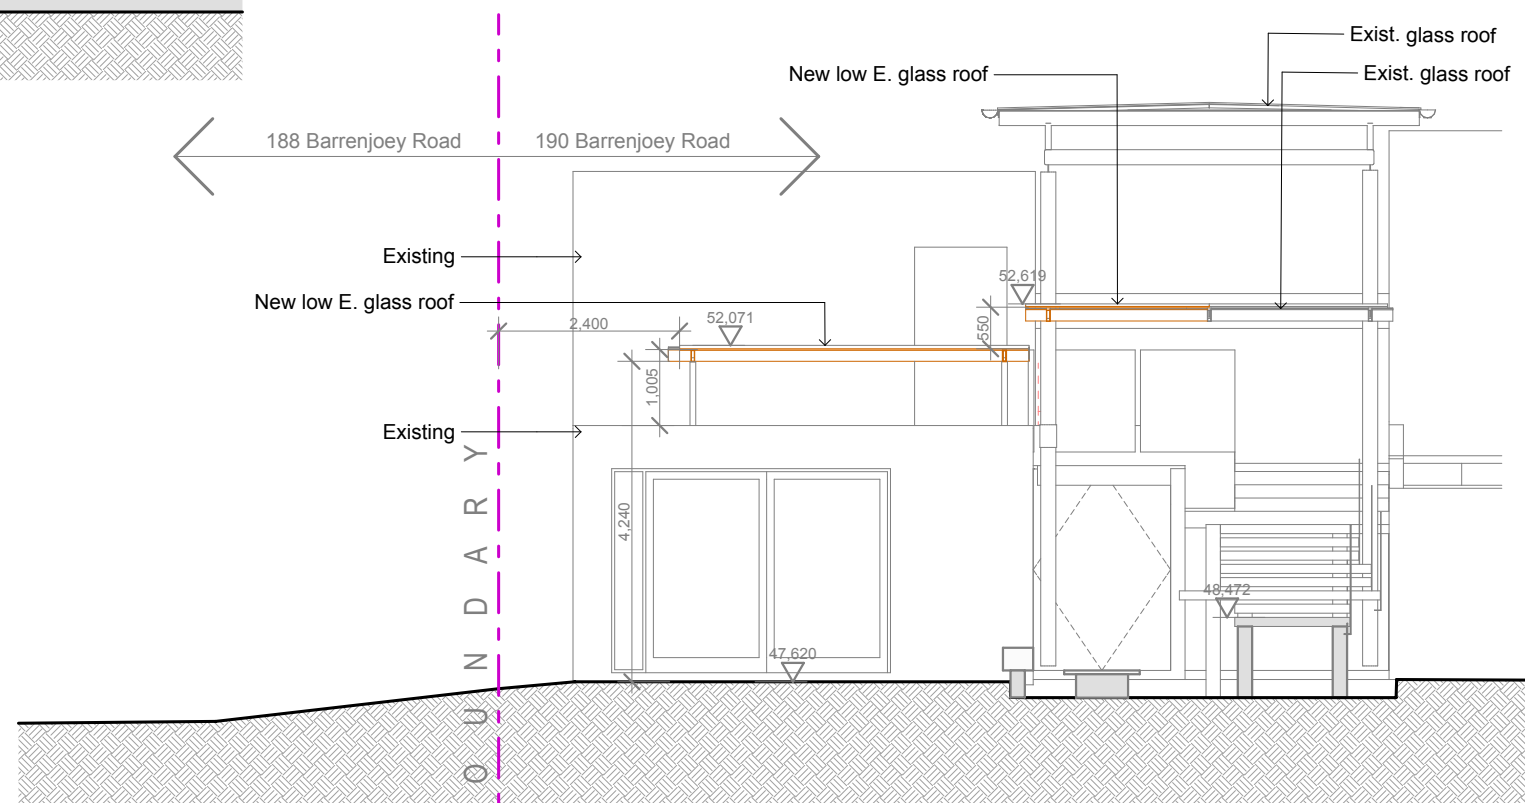 Exist. glass roof
New low E. glass roof
Exist. glass roof
188 Barrenjoey Road
190 Barrenjoey Road
Existing
52,619
New low E. glass roof
2,400
52,071
550
1,005
Existing
4,240
48,472
47,620
OUNDARY